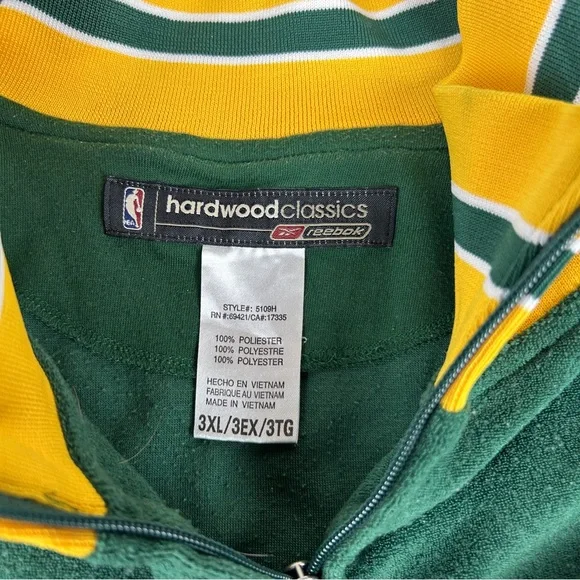 hardwoodclassics
NBA
Reebok
STYLE#: 5109H
RN #:69421/CA#:17335
100% POLIESTER
100% POLYESTRE
100% POLYESTER
HECHO EN VIETNAM
FABRIQUE AU VIETNAM
MADE IN VIETNAM
3XL/3EX/3TG